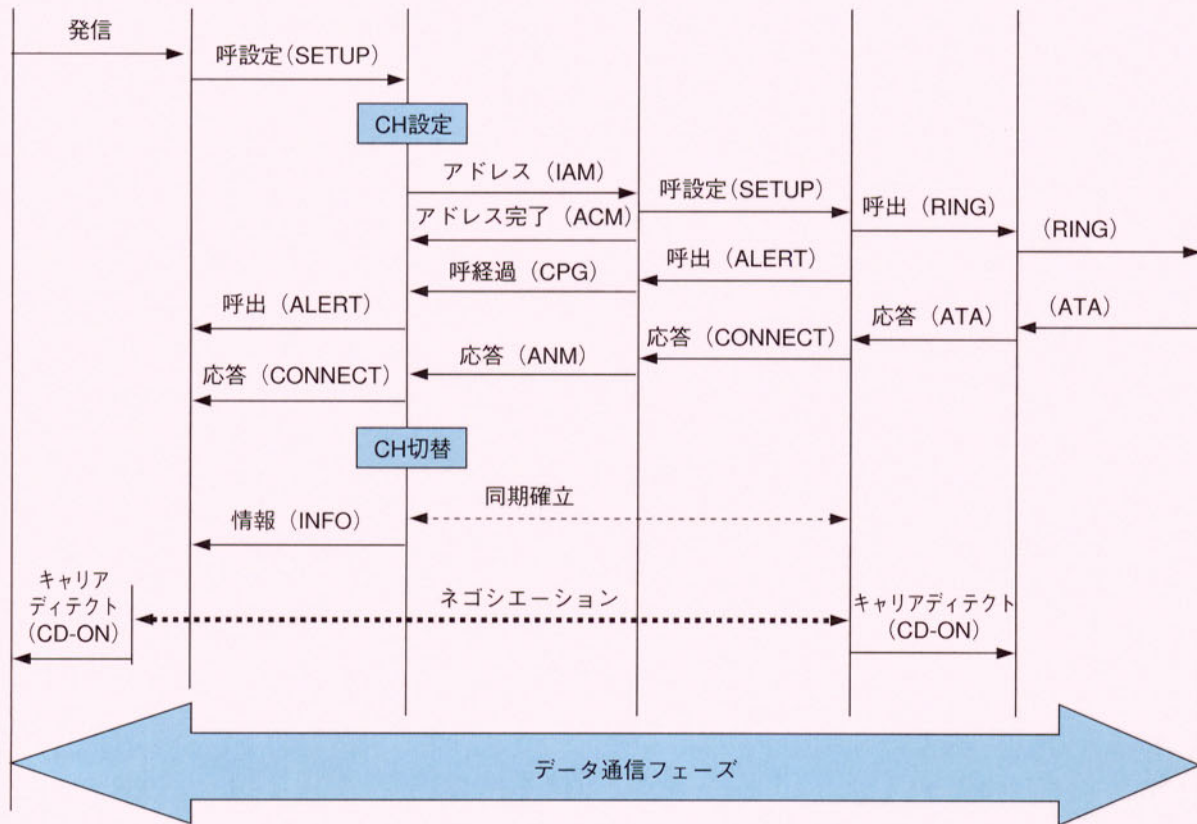 発信
呼設定(SETUP)
CH設定
アドレス(IAM)
呼設定(SETUP)
呼出(RING)
アドレス完了(ACM)
(RING)
呼出(ALERT)
呼経過(CPG)
呼出(ALERT)
(ATA)
応答(ATA)
応答(CONNECT)
応答(ANM)
応答(CONNECT)
CH切替
同期確立
情報(INFO)
キャリア
ディテクト
(CD-ON)
ネゴシエーション
キャリアディテクト
(CD-ON)
データ通信フェーズ